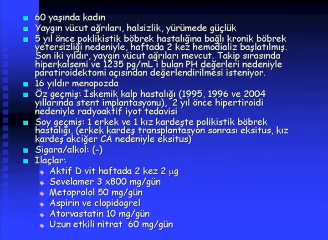 60 yaşında kadın
Yaygın vücut ağrıları, halsizlik, yürümede güçlük
5 yıl önce poklikistik böbrek hastalığına bağlı kronik böbrek
yetersizliği nedeniyle, haftada 2 kez hemodializ başlatılmış.
Son iki yıldır, yaygın vücut ağrıları mevcut. Takip sırasında
hiperkalsemi ve 1235 pg/mL i bulan PH değerleri nedeniyle
paratiroidektomi açısından değerlendirilmesi isteniyor.
16 yıldır menopozda
Öz geçmiş: İskemik kalp hastalığı (1995, 1996 ve 2004
yıllarında stent implantasyonu), 2 yıl önce hipertiroidi
nedeniyle radyoaktif iyot tedavisi
Soy geçmiş: 1 erkek ve 1 kız kardeşte polikistik böbrek
hastalığı, (erkek kardeş transplantasyon sonrası eksitus, kız
kardeş akciğer CA nedeniyle eksitus)
Sigara/alkol: (-)
İlaçlar:
Aktif D vit haftada 2 kez 2 µg
Sevelamer 3 x800 mg/gün
Metoprolol 50 mg/gün
Aspirin ve clopidogrel
Atorvastatin 10 mg/gün
Uzun etkili nitrat 60 mg/gün